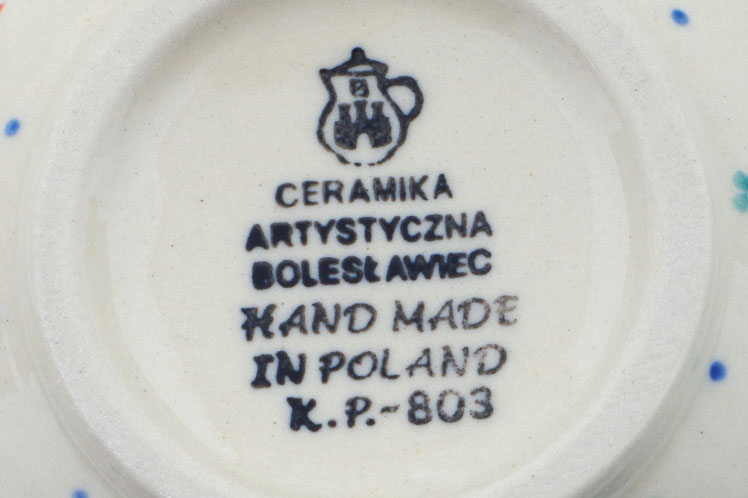 CERAMIKA
ARTYSTYCZNA
BOLESŁAWIEC
HAND MADE
IN POLAND
K.P.-803